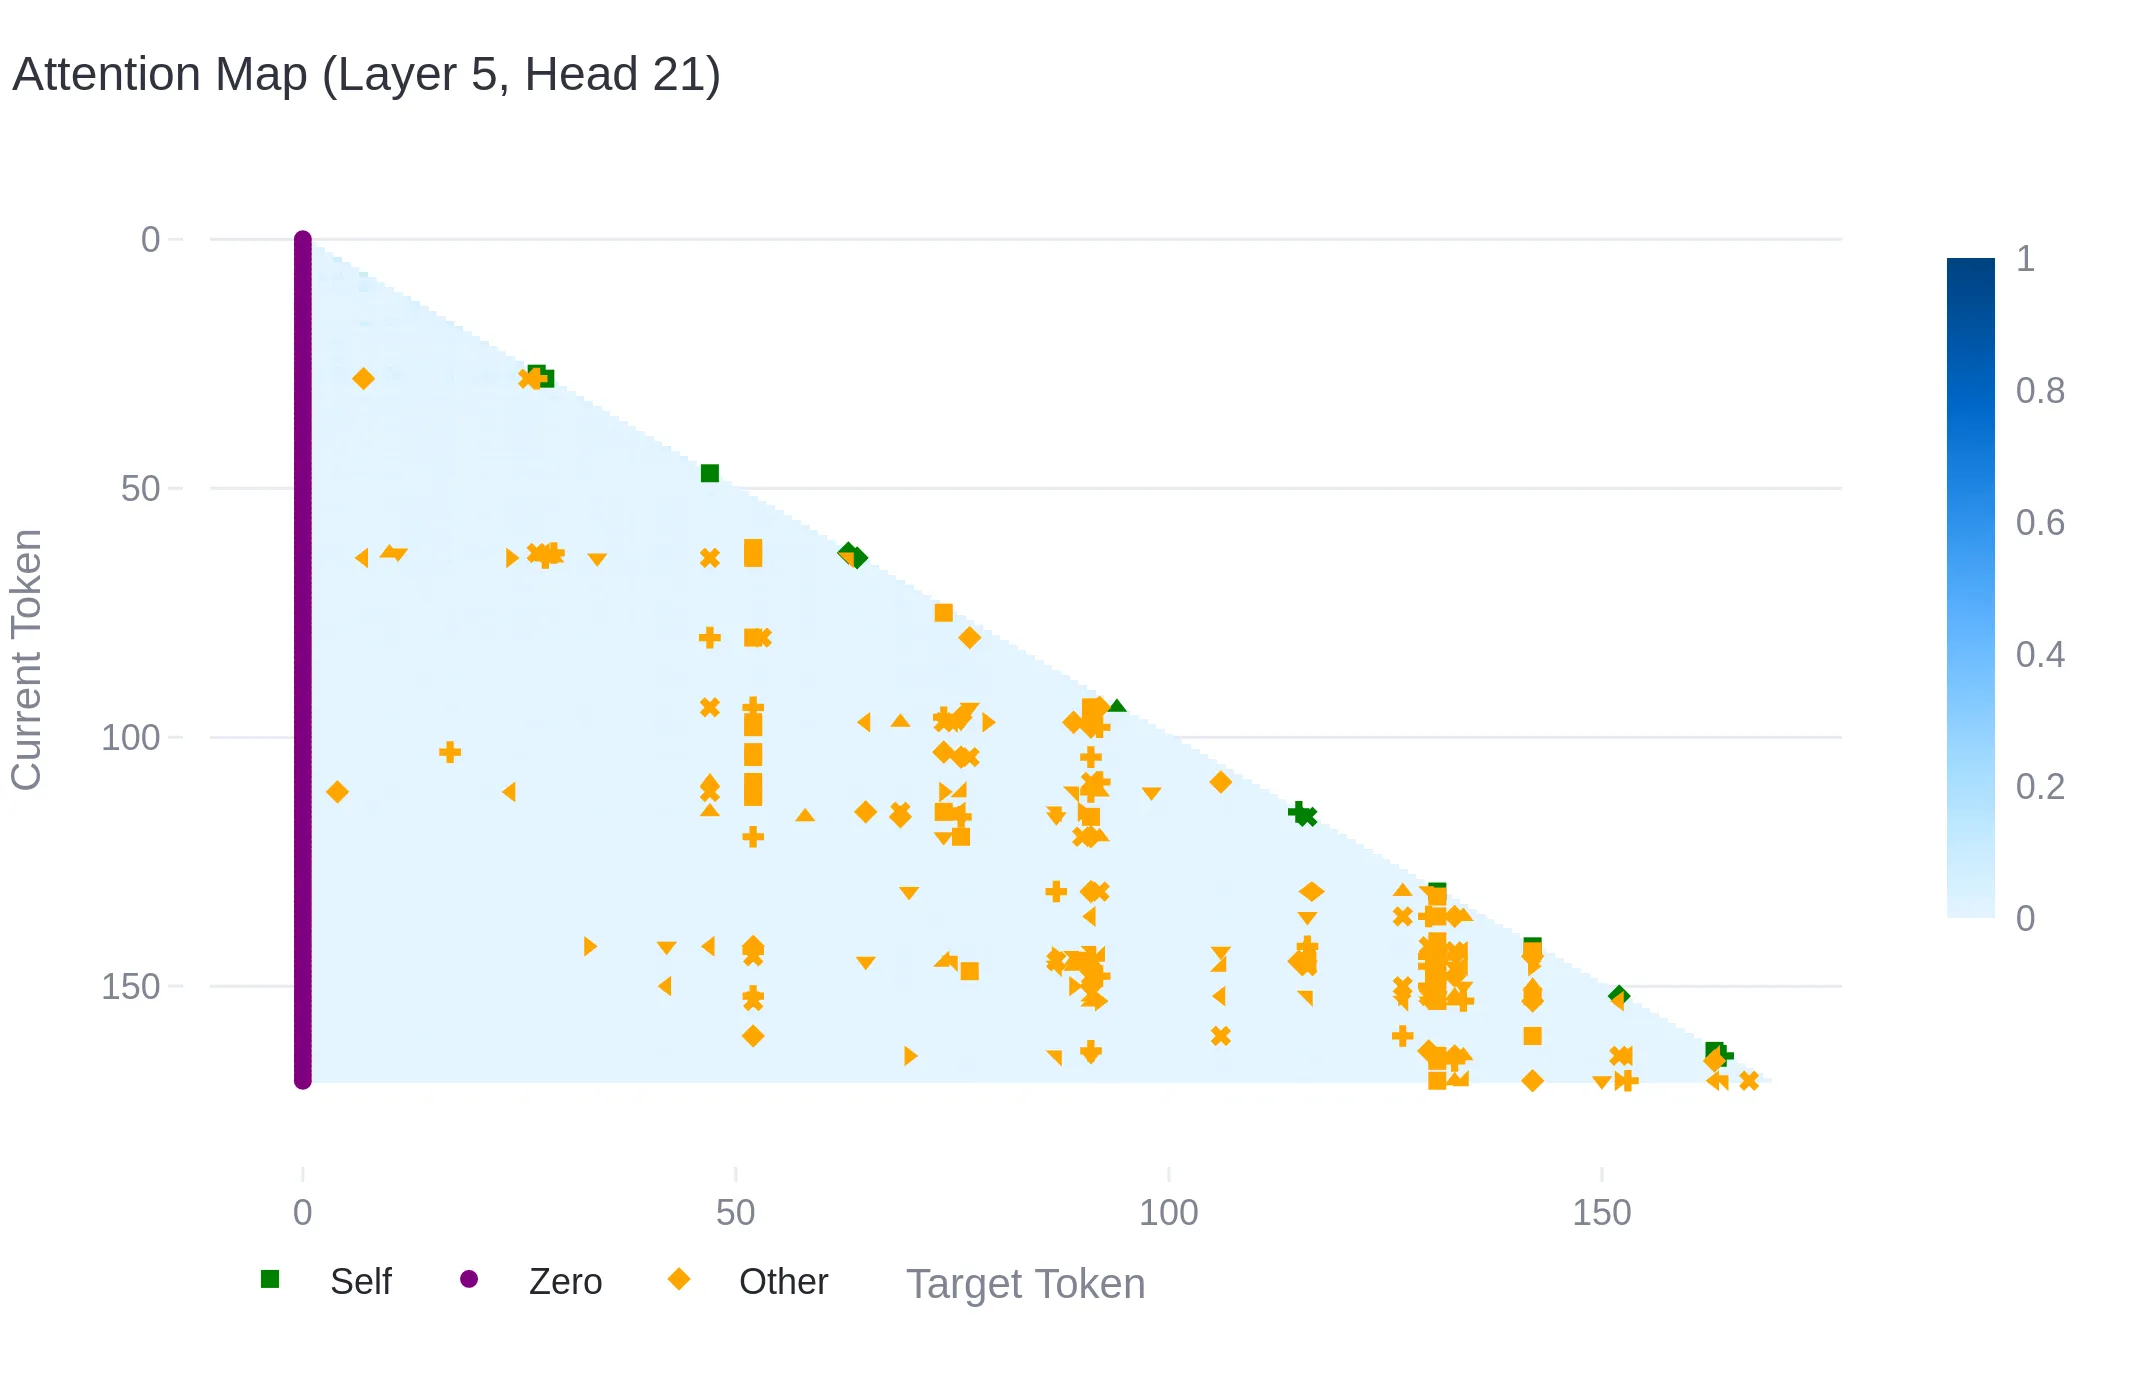 Attention Map (Layer 5, Head 21)
0
50
100
150
Current Token
1
0.8
0.6
0.4
0.2
0
0 50 100 150
Self Zero Other Target Token